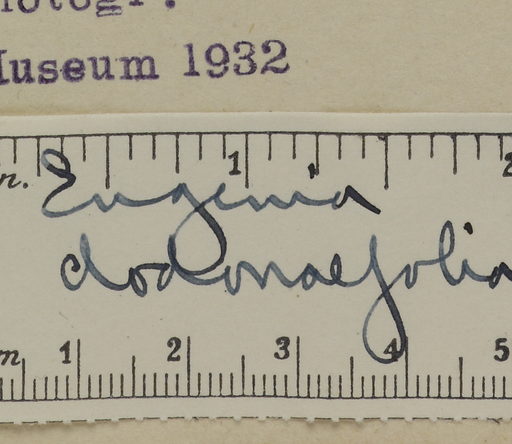 Museum 1932
n. 1 2
Eugenia
dodonaefolia
m 1 2 3 4 5